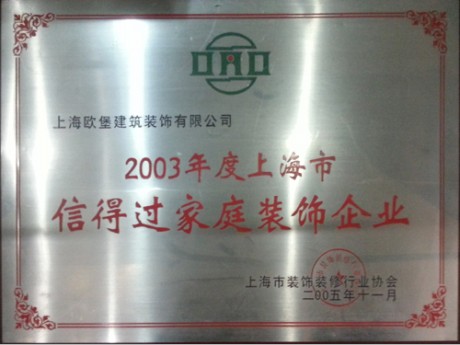 上海欧堡建筑装饰有限公司
2003年度上海市
信得过家庭装饰企业
上海市装饰装修行业协会
二00五年十一月